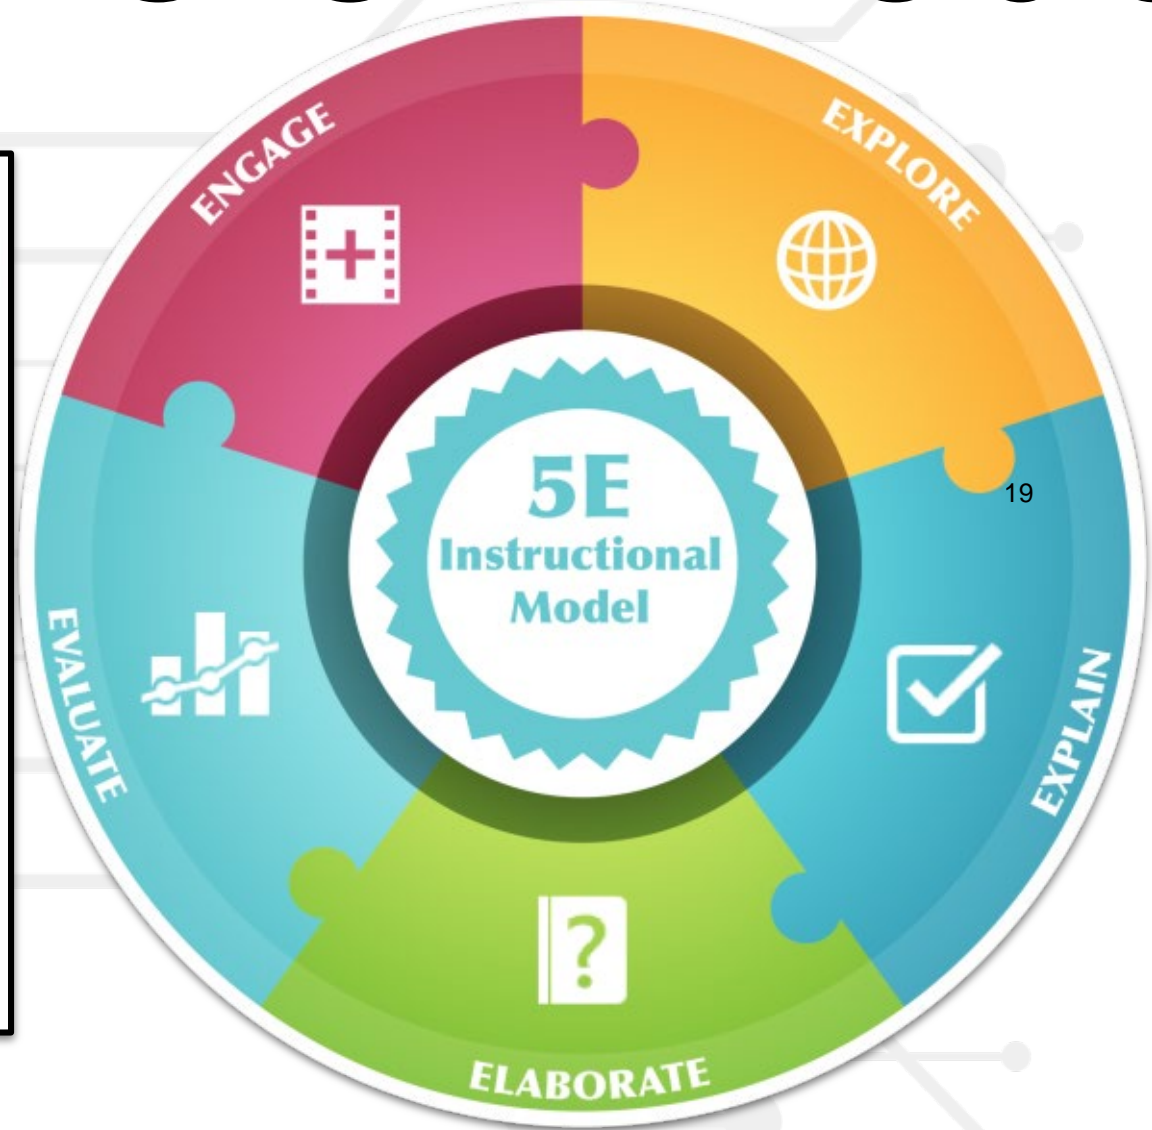 ENGAGE
EXPLORE
19
5E
Instructional
Model
EVALUATE
EXPLAIN
?
ELABORATE